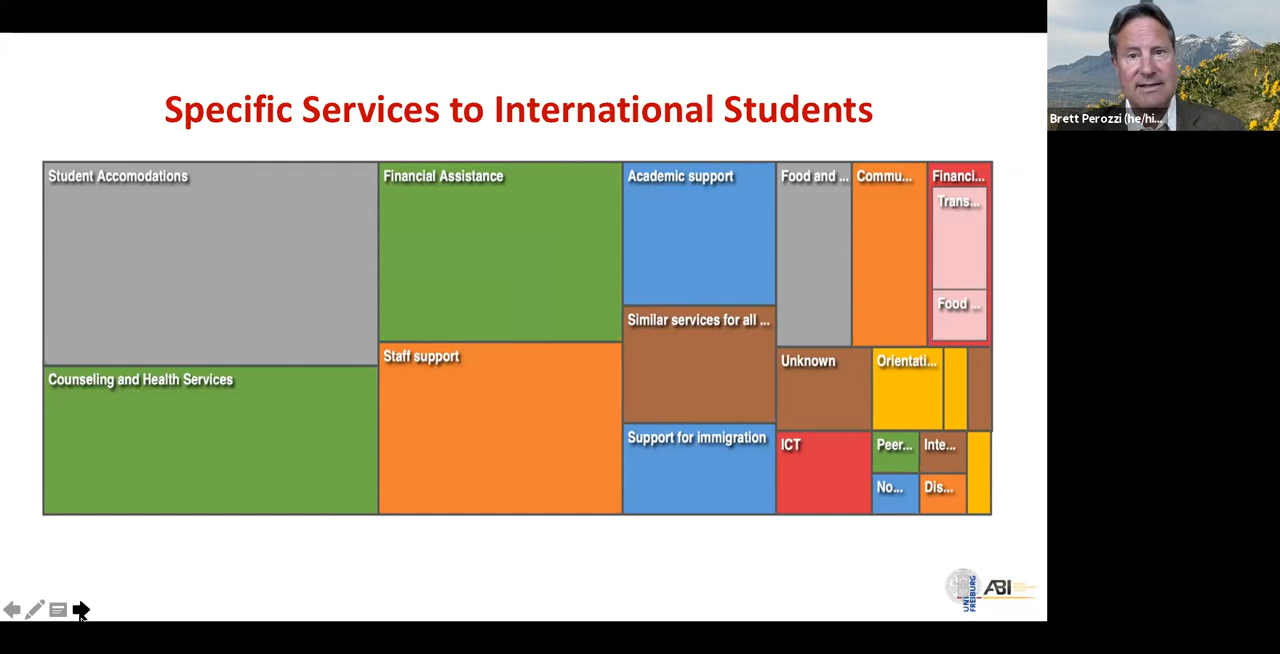 Specific Services to International Students
Student Accomodations
Financial Assistance
Academic support
Food and ...
Commu...
Financi...
Trans...
Food ...
Similar services for all ...
Staff support
Unknown
Orientati...
Counseling and Health Services
Support for immigration
ICT
Peer...
Inte...
No...
Dis...
Brett Perozzi (he/hi...
UNI
FREIBURG
ABI